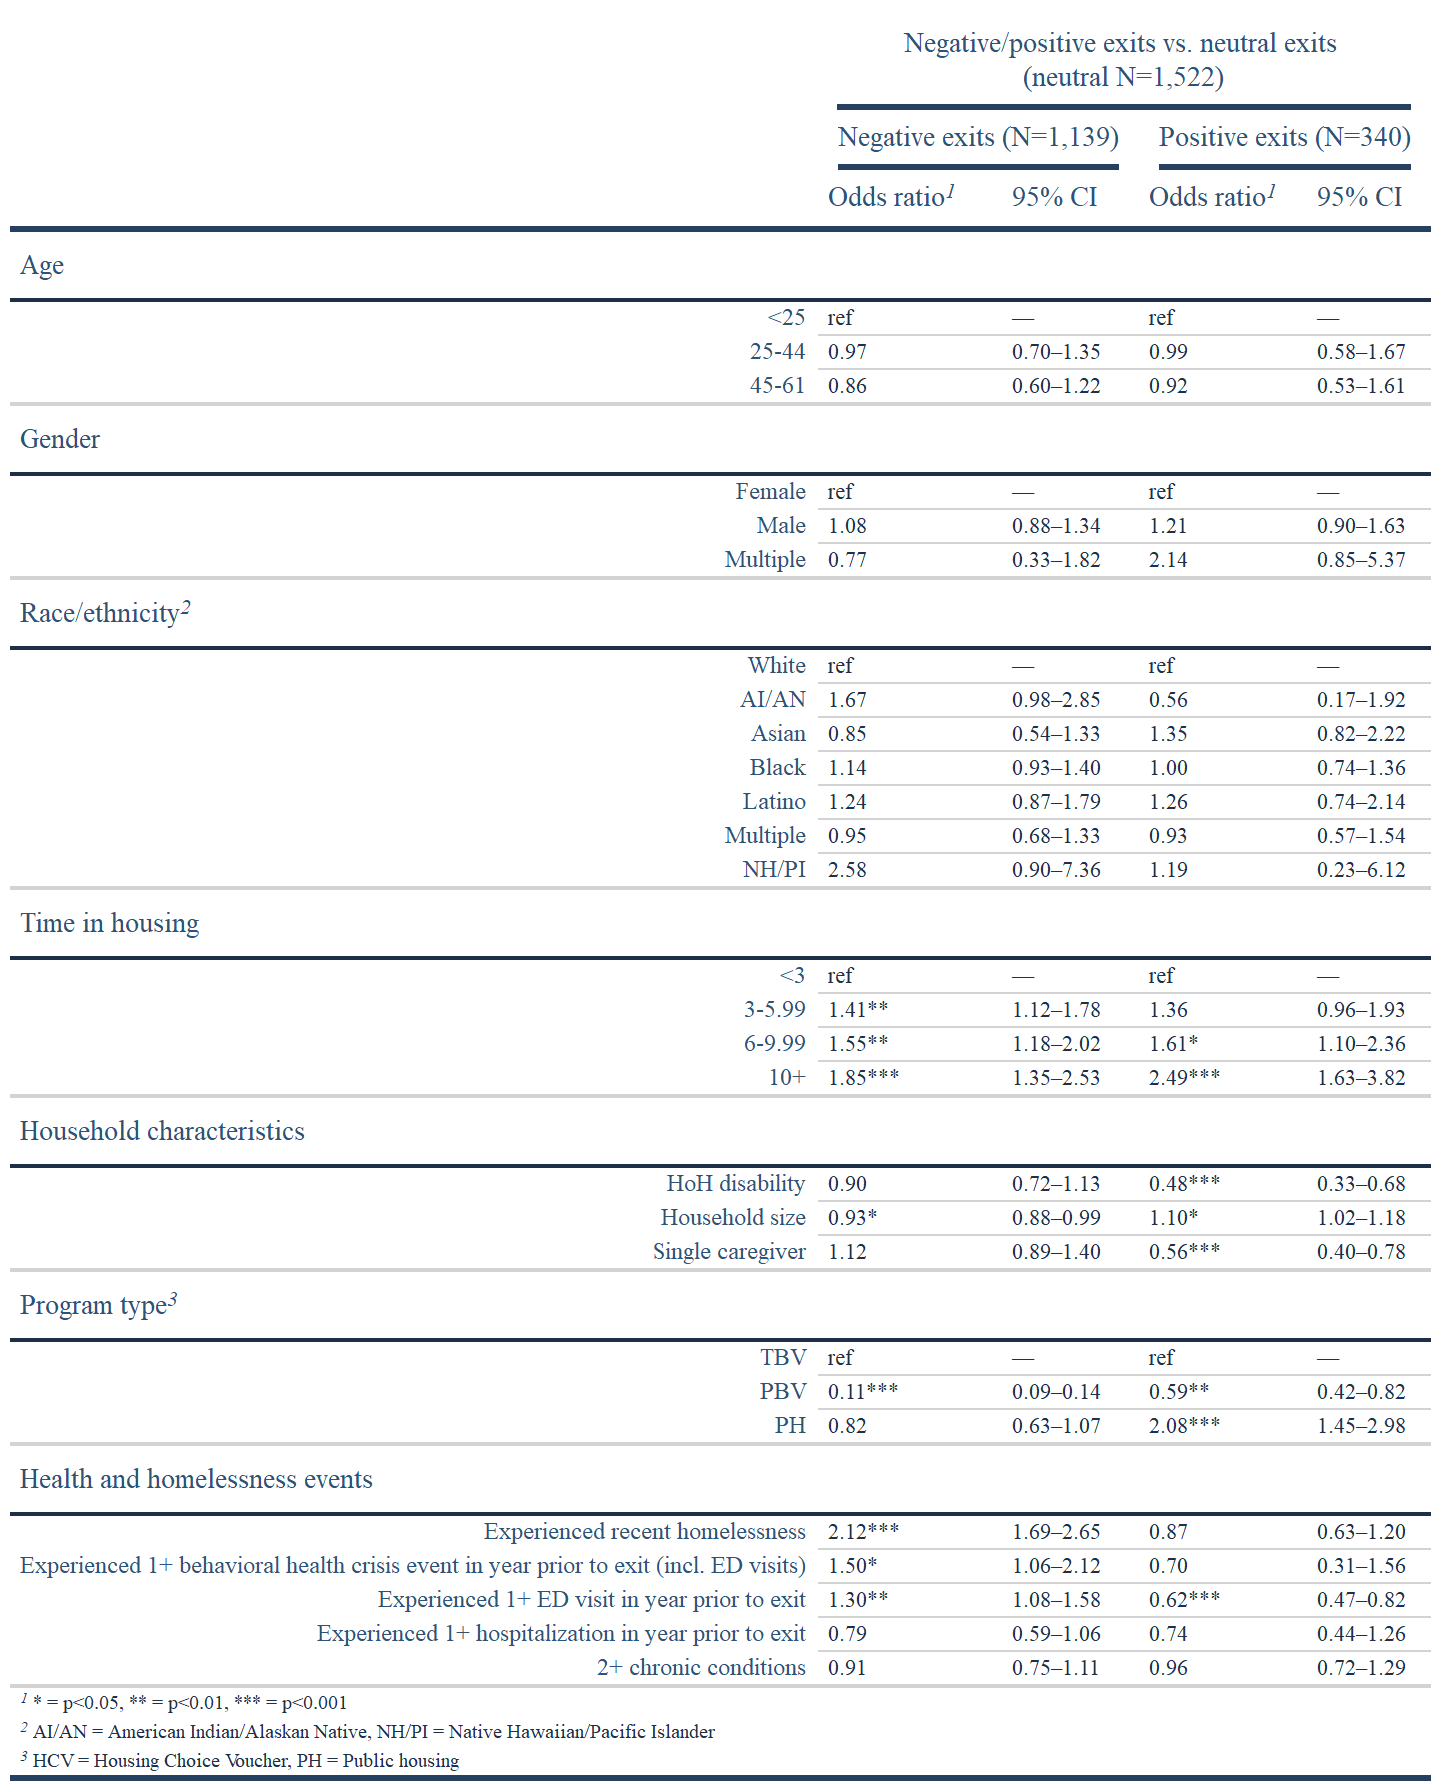 Negative/positive exits vs. neutral exits
(neutral N=1,522)
Negative exits (N=1,139) Positive exits (N=340)
Odds ratio1 95% CI Odds ratio1 95% CI
Age
<25 ref — ref —
25-44 0.97 0.70–1.35 0.99 0.58–1.67
45-61 0.86 0.60–1.22 0.92 0.53–1.61
Gender
Female ref — ref —
Male 1.08 0.88–1.34 1.21 0.90–1.63
Multiple 0.77 0.33–1.82 2.14 0.85–5.37
Race/ethnicity2
White ref — ref —
AI/AN 1.67 0.98–2.85 0.56 0.17–1.92
Asian 0.85 0.54–1.33 1.35 0.82–2.22
Black 1.14 0.93–1.40 1.00 0.74–1.36
Latino 1.24 0.87–1.79 1.26 0.74–2.14
Multiple 0.95 0.68–1.33 0.93 0.57–1.54
NH/PI 2.58 0.90–7.36 1.19 0.23–6.12
Time in housing
<3 ref — ref —
3-5.99 1.41** 1.12–1.78 1.36 0.96–1.93
6-9.99 1.55** 1.18–2.02 1.61* 1.10–2.36
10+ 1.85*** 1.35–2.53 2.49*** 1.63–3.82
Household characteristics
HoH disability 0.90 0.72–1.13 0.48*** 0.33–0.68
Household size 0.93* 0.88–0.99 1.10* 1.02–1.18
Single caregiver 1.12 0.89–1.40 0.56*** 0.40–0.78
Program type3
TBV ref — ref —
PBV 0.11*** 0.09–0.14 0.59** 0.42–0.82
PH 0.82 0.63–1.07 2.08*** 1.45–2.98
Health and homelessness events
Experienced recent homelessness 2.12*** 1.69–2.65 0.87 0.63–1.20
Experienced 1+ behavioral health crisis event in year prior to exit (incl. ED visits) 1.50* 1.06–2.12 0.70 0.31–1.56
Experienced 1+ ED visit in year prior to exit 1.30** 1.08–1.58 0.62*** 0.47–0.82
Experienced 1+ hospitalization in year prior to exit 0.79 0.59–1.06 0.74 0.44–1.26
2+ chronic conditions 0.91 0.75–1.11 0.96 0.72–1.29
1 * = p<0.05, ** = p<0.01, *** = p<0.001
2 AI/AN = American Indian/Alaskan Native, NH/PI = Native Hawaiian/Pacific Islander
3 HCV = Housing Choice Voucher, PH = Public housing